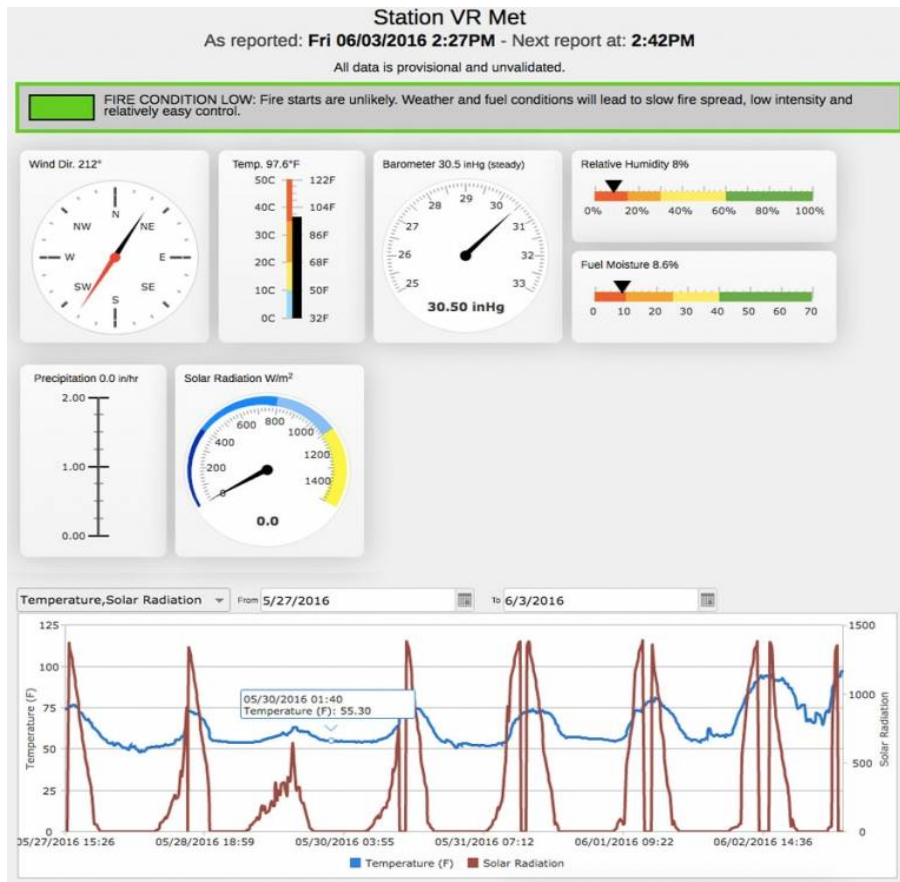 Station VR Met
As reported: Fri 06/03/2016 2:27PM - Next report at: 2:42PM
All data is provisional and unvalidated.
FIRE CONDITION LOW: Fire starts are unlikely. Weather and fuel conditions will lead to slow fire spread, low intensity and
relatively easy control.
Wind Dir. 212°
N
NE
E
SE
S
SW
W
NW
Temp. 97.6°F
50C 122F
40C 104F
30C 86F
20C 68F
10C 50F
0C 32F
Barometer 30.5 inHg (steady)
25
26
27
28
29
30
31
32
33
30.50 inHg
Relative Humidity 8%
0% 20% 40% 60% 80% 100%
Fuel Moisture 8.6%
0 10 20 30 40 50 60 70
Precipitation 0.0 in/hr
2.00
1.00
0.00
Solar Radiation W/m²
0
200
400
600
800
1000
1200
1400
0.0
Temperature,Solar Radiation From 5/27/2016 To 6/3/2016
125
100
75
50
25
0
Temperature (F)
05/30/2016 01:40
Temperature (F): 55.30
1500
1000
500
0
Solar Radiation
05/27/2016 15:26 05/28/2016 18:59 05/30/2016 03:55 05/31/2016 07:12 06/01/2016 09:22 06/02/2016 14:36
Temperature (F) Solar Radiation